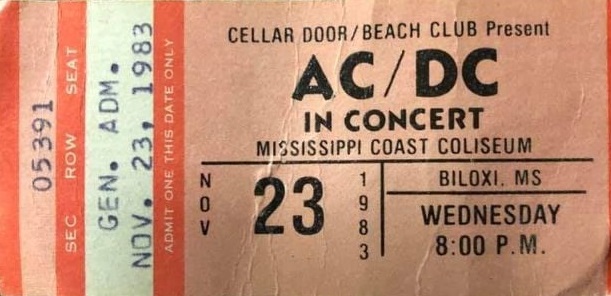 05391
SEC ROW SEAT
GEN. ADM.
NOV. 23, 1983
ADMIT ONE THIS DATE ONLY
CELLAR DOOR/BEACH CLUB Present
AC/DC
IN CONCERT
MISSISSIPPI COAST COLISEUM
NOV 23 1983
BILOXI, MS
WEDNESDAY
8:00 P.M.